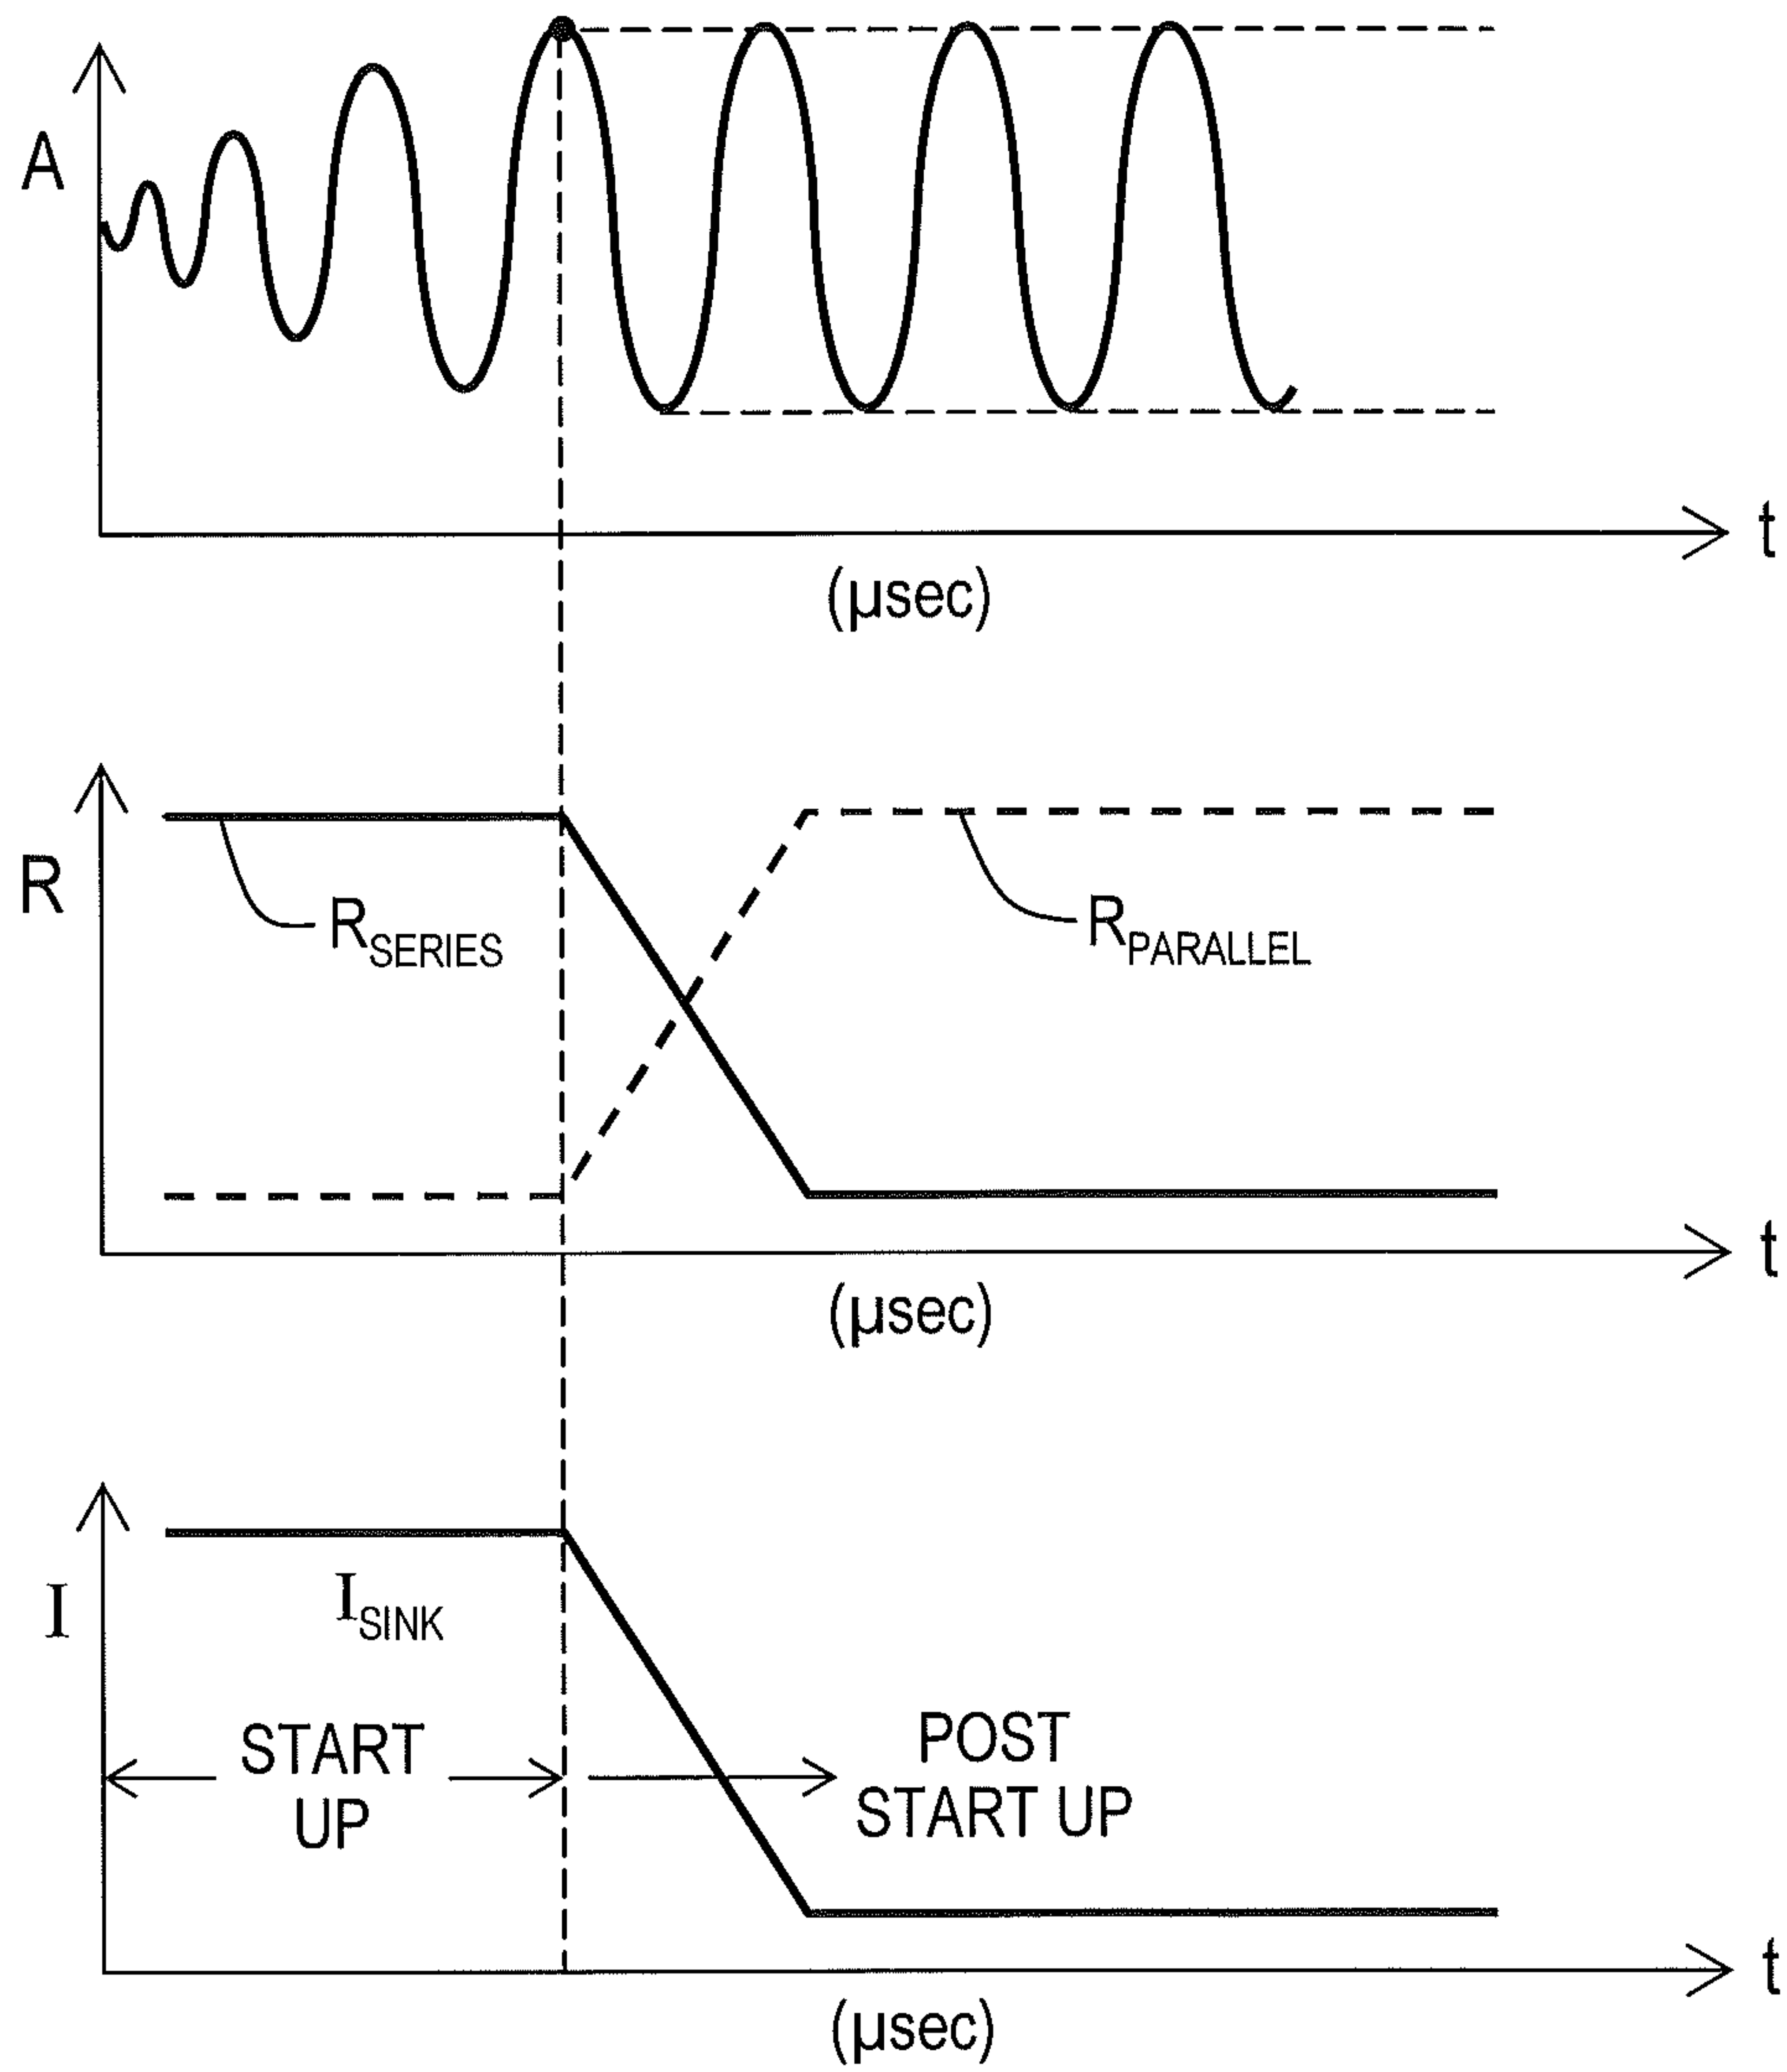 A
t
(µsec)
R
R_SERIES
R_PARALLEL
t
(µsec)
I
I_SINK
START
UP
POST
START UP
t
(µsec)